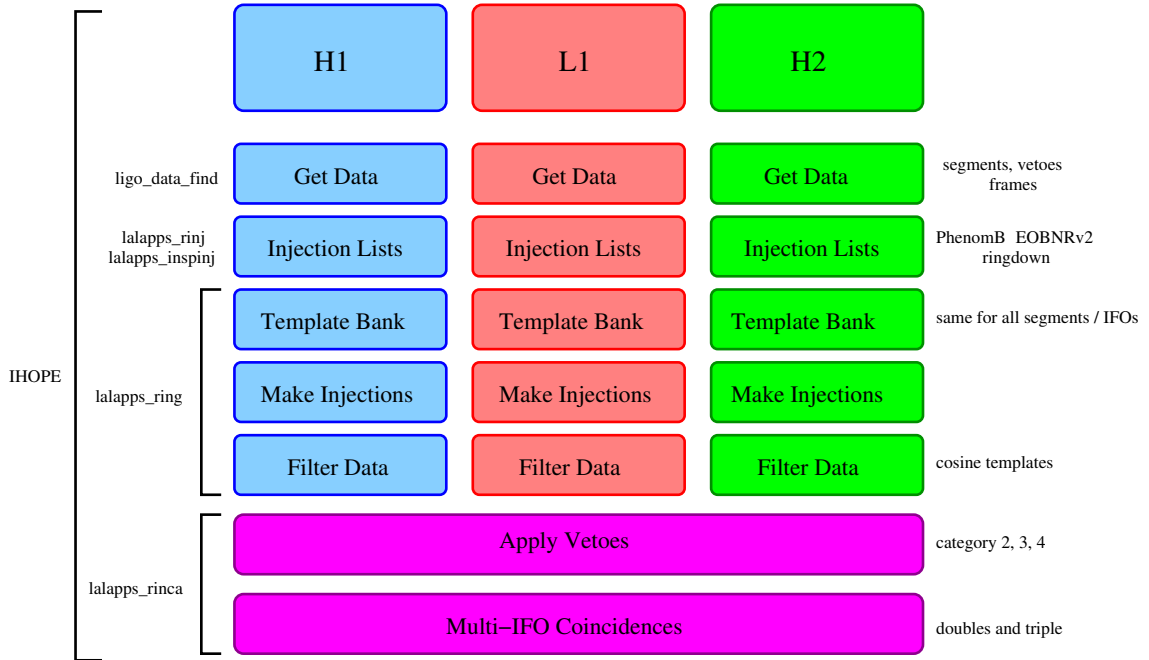 H1 L1 H2
ligo_data_find Get Data Get Data Get Data segments, vetoes
frames
lalapps_rinj
lalapps_inspinj Injection Lists Injection Lists Injection Lists PhenomB EOBNRv2
ringdown
Template Bank Template Bank Template Bank same for all segments / IFOs
IHOPE
lalapps_ring Make Injections Make Injections Make Injections
Filter Data Filter Data Filter Data cosine templates
Apply Vetoes category 2, 3, 4
lalapps_rinca
Multi−IFO Coincidences doubles and triple